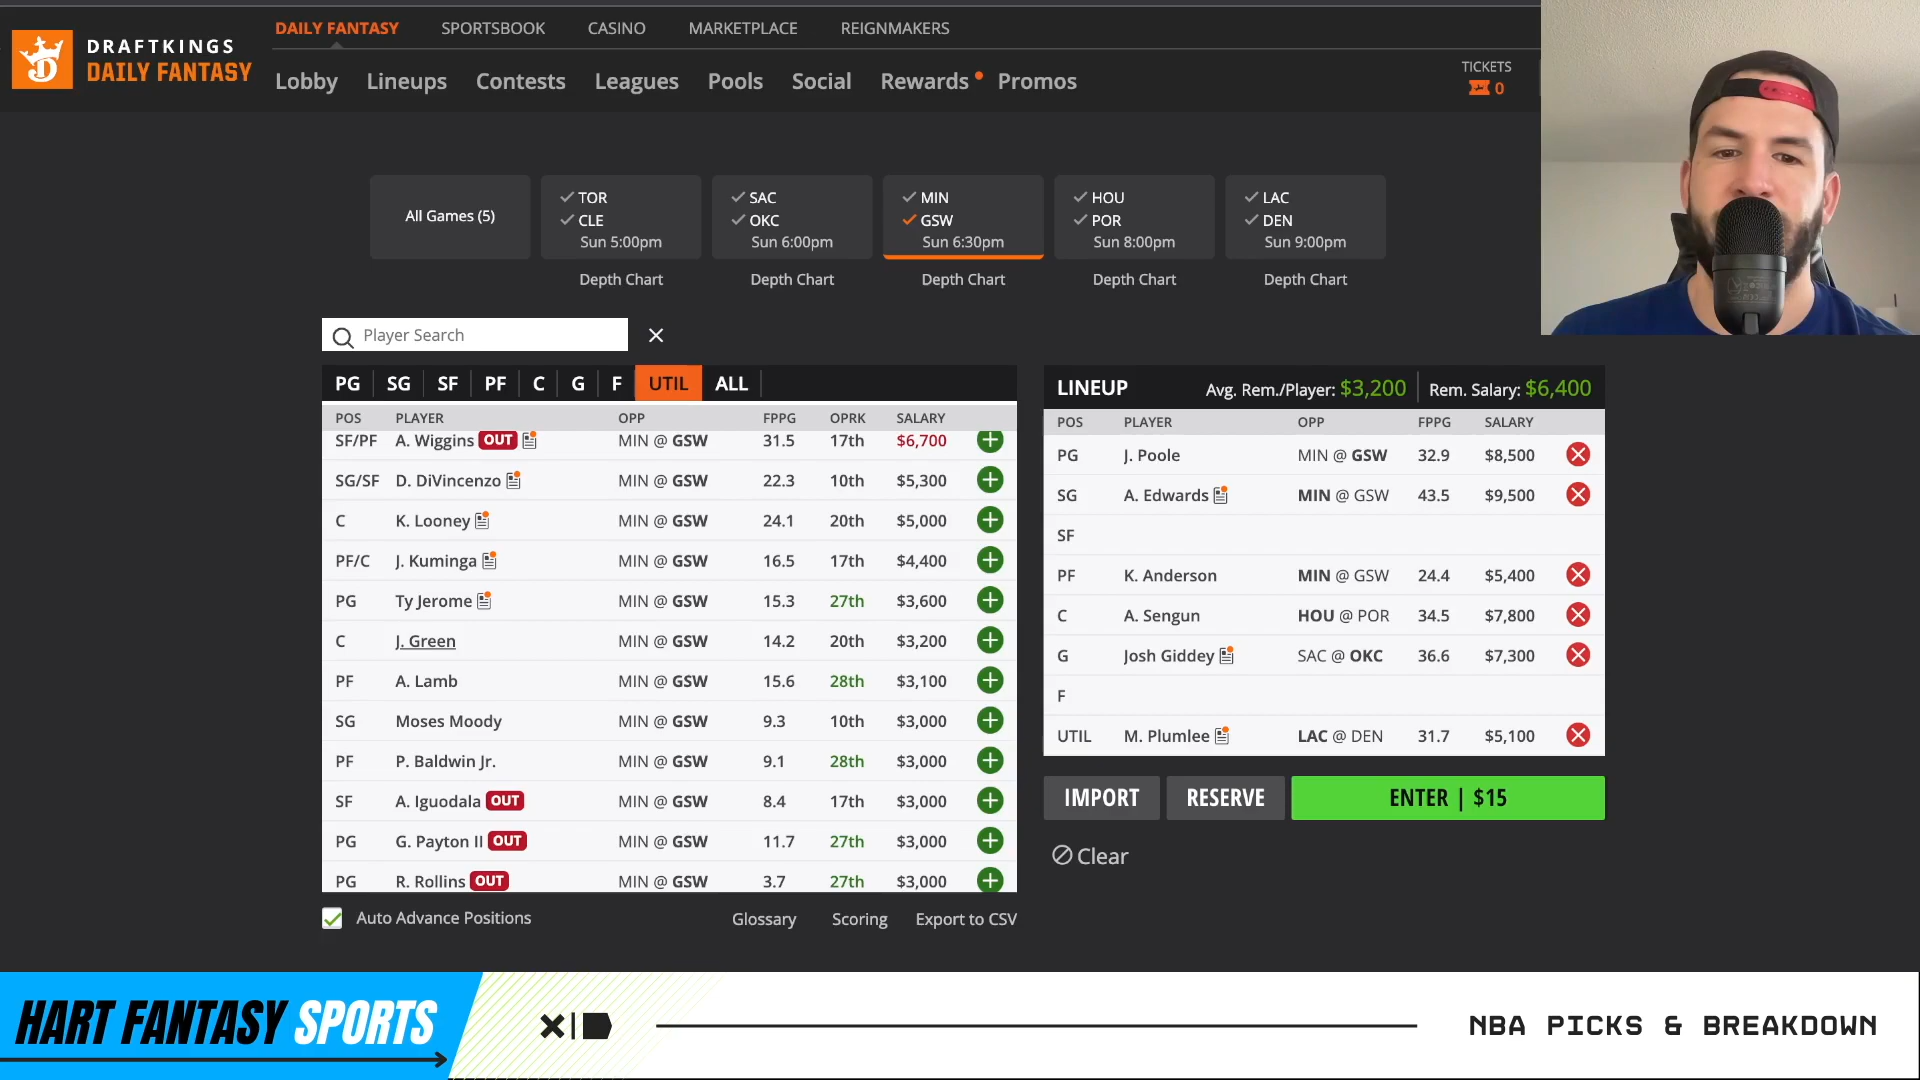 DAILY FANTASY SPORTSBOOK CASINO MARKETPLACE REIGNMAKERS
DRAFTKINGS
DAILY FANTASY
Lobby Lineups Contests Leagues Pools Social Rewards Promos
TICKETS
0
All Games (5)
TOR
CLE
Sun 5:00pm
SAC
OKC
Sun 6:00pm
MIN
GSW
Sun 6:30pm
HOU
POR
Sun 8:00pm
LAC
DEN
Sun 9:00pm
Depth Chart Depth Chart Depth Chart Depth Chart Depth Chart
Player Search
PG SG SF PF C G F UTIL ALL
POS PLAYER OPP FPPG OPRK SALARY
SF/PF A. Wiggins OUT MIN @ GSW 31.5 17th $6,700
SG/SF D. DiVincenzo MIN @ GSW 22.3 10th $5,300
C K. Looney MIN @ GSW 24.1 20th $5,000
PF/C J. Kuminga MIN @ GSW 16.5 17th $4,400
PG Ty Jerome MIN @ GSW 15.3 27th $3,600
C J. Green MIN @ GSW 14.2 20th $3,200
PF A. Lamb MIN @ GSW 15.6 28th $3,100
SG Moses Moody MIN @ GSW 9.3 10th $3,000
PF P. Baldwin Jr. MIN @ GSW 9.1 28th $3,000
SF A. Iguodala OUT MIN @ GSW 8.4 17th $3,000
PG G. Payton II OUT MIN @ GSW 11.7 27th $3,000
PG R. Rollins OUT MIN @ GSW 3.7 27th $3,000
Auto Advance Positions Glossary Scoring Export to CSV
LINEUP Avg. Rem./Player: $3,200 Rem. Salary: $6,400
POS PLAYER OPP FPPG SALARY
PG J. Poole MIN @ GSW 32.9 $8,500
SG A. Edwards MIN @ GSW 43.5 $9,500
SF
PF K. Anderson MIN @ GSW 24.4 $5,400
C A. Sengun HOU @ POR 34.5 $7,800
G Josh Giddey SAC @ OKC 36.6 $7,300
F
UTIL M. Plumlee LAC @ DEN 31.7 $5,100
IMPORT RESERVE ENTER | $15
Clear
HART FANTASY SPORTS
NBA PICKS & BREAKDOWN